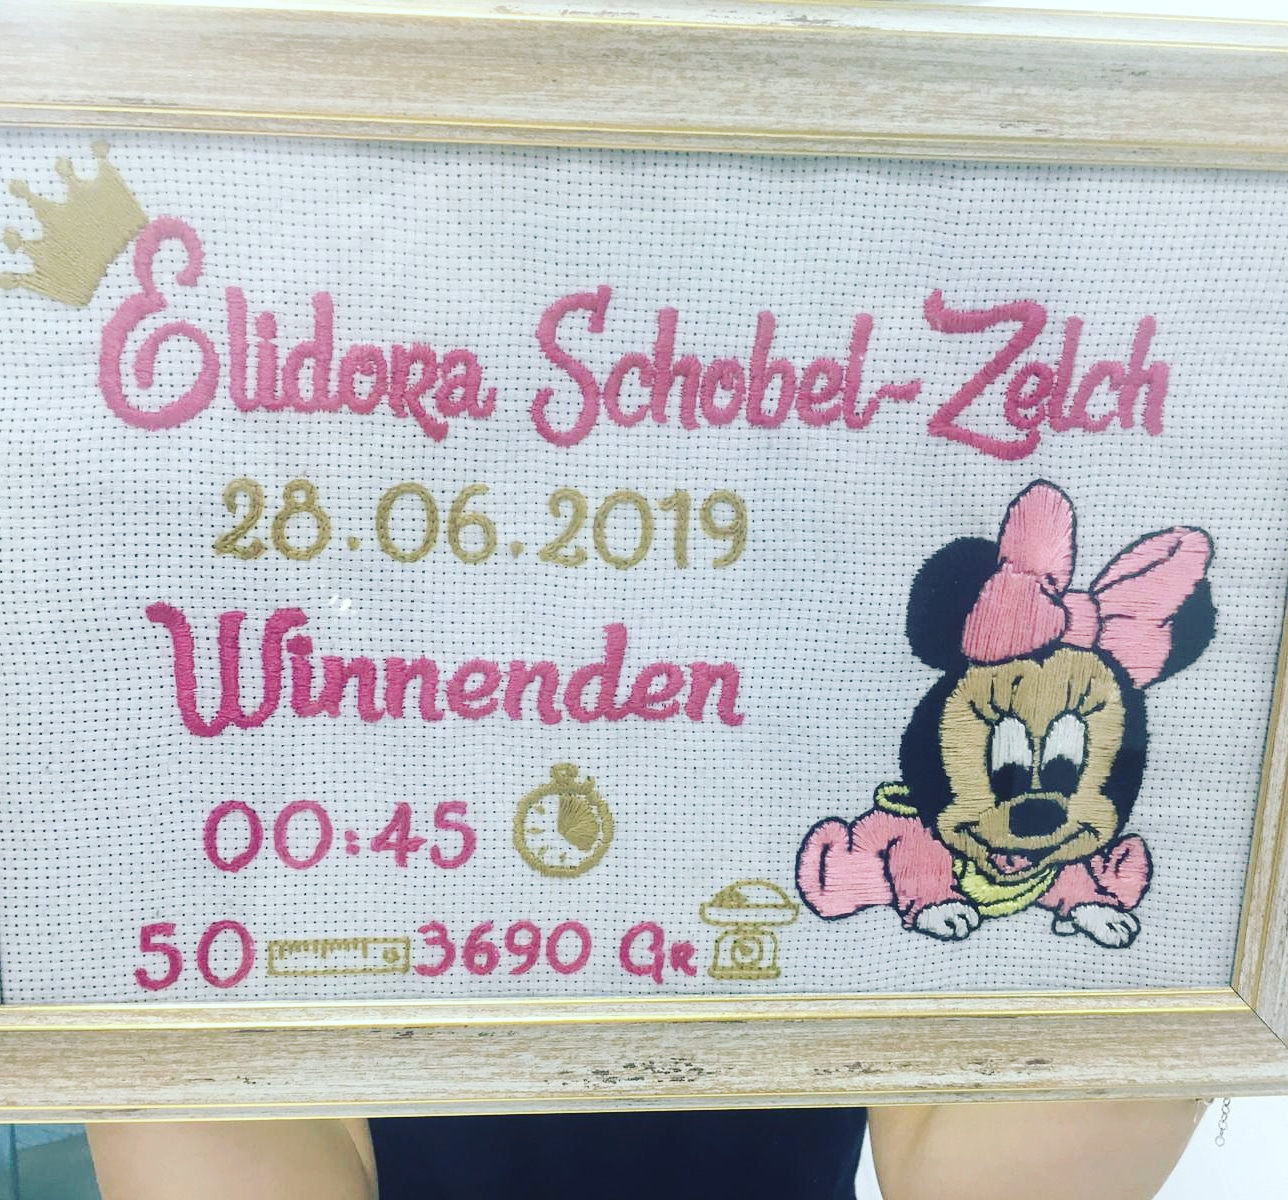 Elidora Schobel-Zelch
28.06.2019
Winnenden
00:45
50 3690 Gr